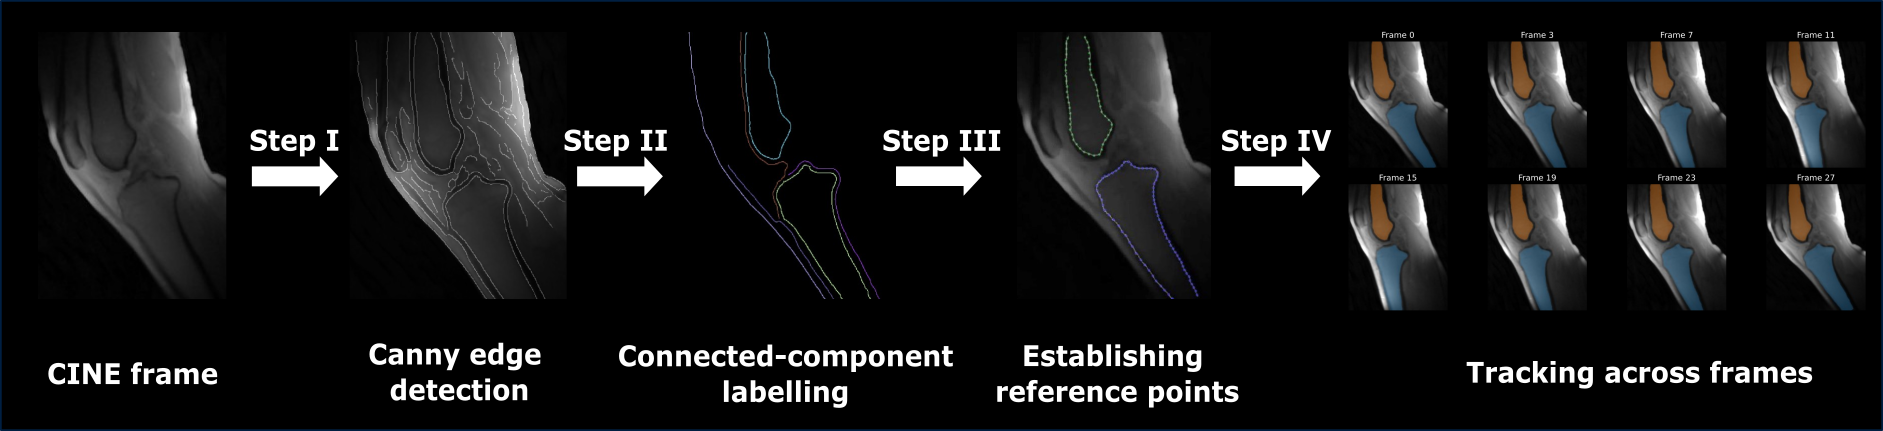 Step I
Step II
Step III
Step IV
Frame 0
Frame 3
Frame 7
Frame 11
Frame 15
Frame 19
Frame 23
Frame 27
CINE frame
Canny edge
detection
Connected-component
labelling
Establishing
reference points
Tracking across frames